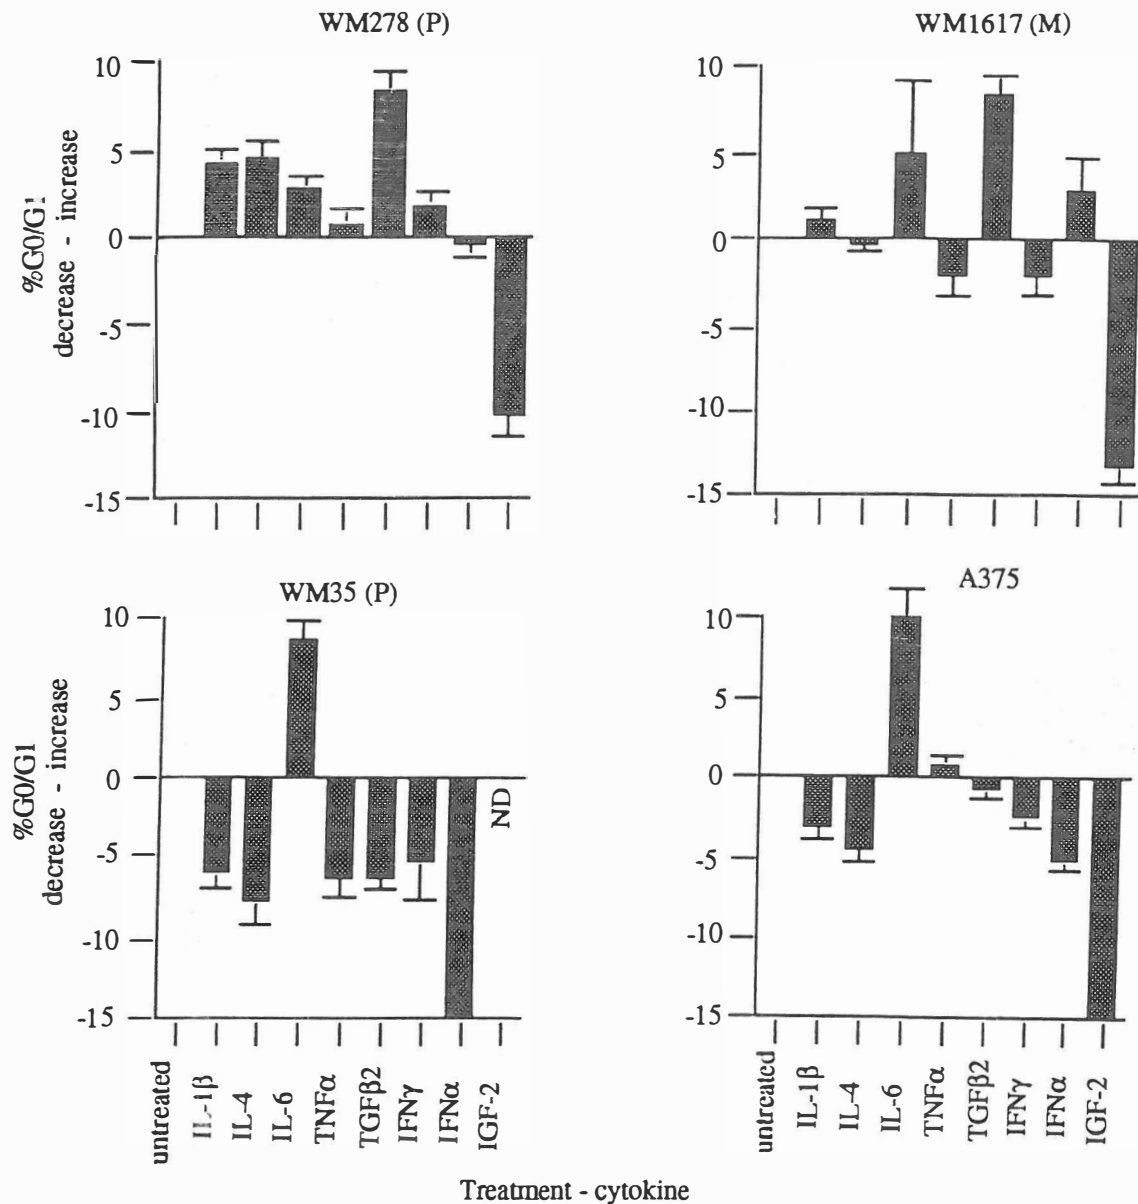 WM278 (P)
10
5
0
-5
-10
-15
%G0/G1
decrease - increase
WM1617 (M)
10
5
0
-5
-10
-15
WM35 (P)
10
5
0
-5
-10
-15
%G0/G1
decrease - increase
ND
untreated
IL-1β
IL-4
IL-6
TNFα
TGFβ2
IFNγ
IFNα
IGF-2
A375
10
5
0
-5
-10
-15
untreated
IL-1β
IL-4
IL-6
TNFα
TGFβ2
IFNγ
IFNα
IGF-2
Treatment - cytokine